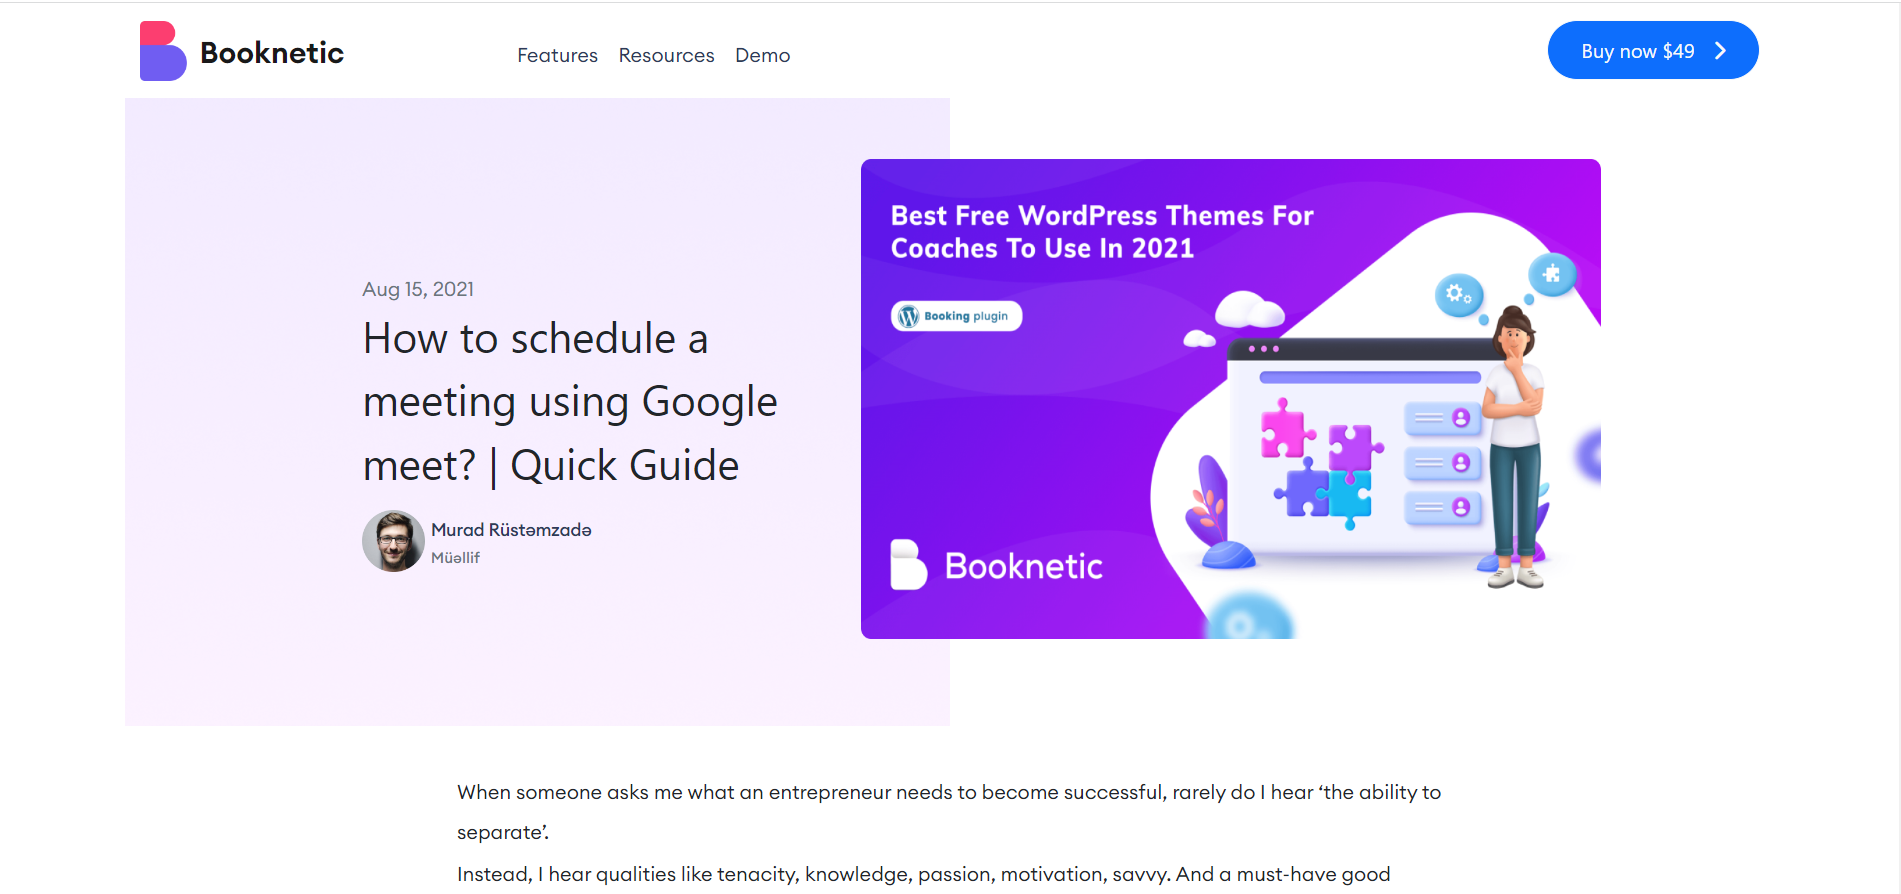 Booknetic
Features
Resources
Demo
Buy now $49
Aug 15, 2021
How to schedule a
meeting using Google
meet? | Quick Guide
Murad Rüstəmzadə
Müəllif
Best Free WordPress Themes For
Coaches To Use In 2021
Booking plugin
Booknetic
When someone asks me what an entrepreneur needs to become successful, rarely do I hear ‘the ability to
separate’.
Instead, I hear qualities like tenacity, knowledge, passion, motivation, savvy. And a must-have good